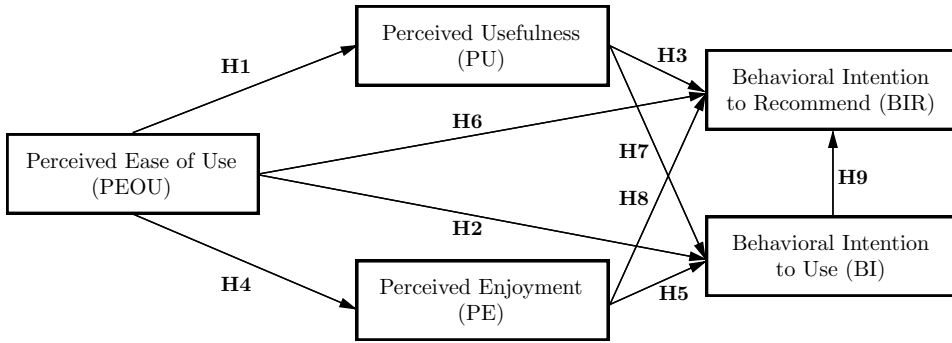 Perceived Usefulness
(PU)
H1
H3
Behavioral Intention
to Recommend (BIR)
H6
Perceived Ease of Use
(PEOU)
H7
H9
H8
H2
Behavioral Intention
to Use (BI)
H4
Perceived Enjoyment
(PE)
H5